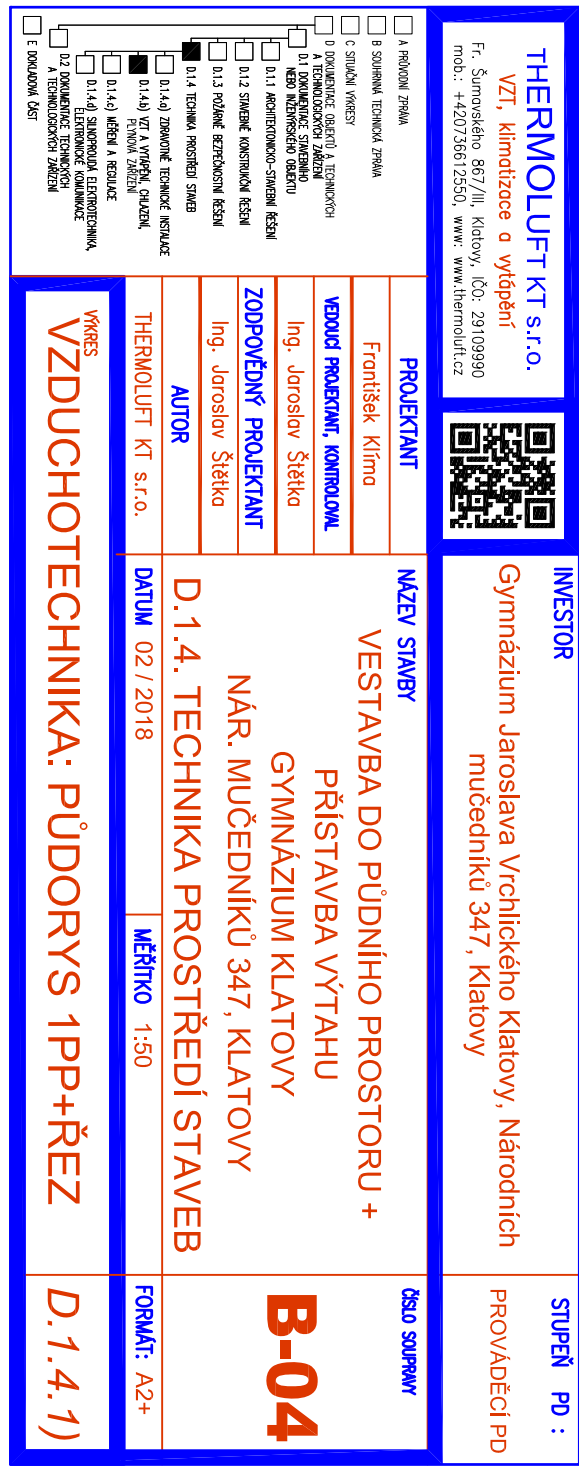 THERMOLUFT KT s.r.o.
VZT, klimatizace a vytápění
Fr. Šumavského 867/III, Klatovy, IČO: 29109990
mob.: +420736612550, www: www.thermoluft.cz
INVESTOR
Gymnázium Jaroslava Vrchlického Klatovy, Národních
mučedníků 347, Klatovy
STUPEŇ PD :
PROVÁDĚCÍ PD
A PRŮVODNÍ ZPRÁVA
B SOUHRNNÁ TECHNICKÁ ZPRÁVA
C SITUAČNÍ VÝKRESY
D DOKUMENTACE OBJEKTŮ A TECHNICKÝCH
A TECHNOLOGICKÝCH ZAŘÍZENÍ
D.1 DOKUMENTACE STAVEBNÍHO
NEBO INŽENÝRSKÉHO OBJEKTU
D.1.1 ARCHITEKTONICKO-STAVEBNÍ ŘEŠENÍ
D.1.2 STAVEBNĚ KONSTRUKČNÍ ŘEŠENÍ
D.1.3 POŽÁRNĚ BEZPEČNOSTNÍ ŘEŠENÍ
D.1.4 TECHNIKA PROSTŘEDÍ STAVEB
D.1.4.a) ZDRAVOTNĚ TECHNICKÉ INSTALACE
D.1.4.b) VZT A VYTÁPĚNÍ, CHLAZENÍ,
PLYNOVÁ ZAŘÍZENÍ
D.1.4.c) MĚŘENÍ A REGULACE
D.1.4.d) SILNOPROUDÁ ELEKTROTECHNIKA,
ELEKTRONICKÉ KOMUNIKACE
D.2 DOKUMENTACE TECHNICKÝCH
A TECHNOLOGICKÝCH ZAŘÍZENÍ
E DOKLADOVÁ ČÁST
PROJEKTANT
František Klíma
VEDOUCÍ PROJEKTANT, KONTROLOVAL
Ing. Jaroslav Štětka
ZODPOVĚDNÝ PROJEKTANT
Ing. Jaroslav Štětka
AUTOR
THERMOLUFT KT s.r.o.
NÁZEV STAVBY
VESTAVBA DO PŮDNÍHO PROSTORU +
PŘÍSTAVBA VÝTAHU
GYMNÁZIUM KLATOVY
NÁR. MUČEDNÍKŮ 347, KLATOVY
D.1.4. TECHNIKA PROSTŘEDÍ STAVEB
ČÍSLO SOUPRAVY
B-04
DATUM 02 / 2018
MĚŘÍTKO 1:50
FORMÁT: A2+
VÝKRES
VZDUCHOTECHNIKA: PŮDORYS 1PP+ŘEZ
D.1.4.1)